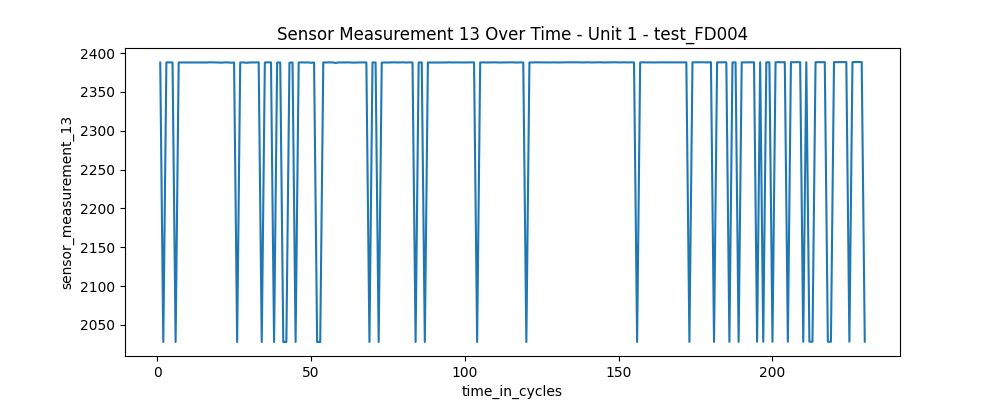 Sensor Measurement 13 Over Time - Unit 1 - test_FD004
2400
2350
2300
2250
2200
2150
2100
2050
sensor_measurement_13
0 50 100 150 200
time_in_cycles